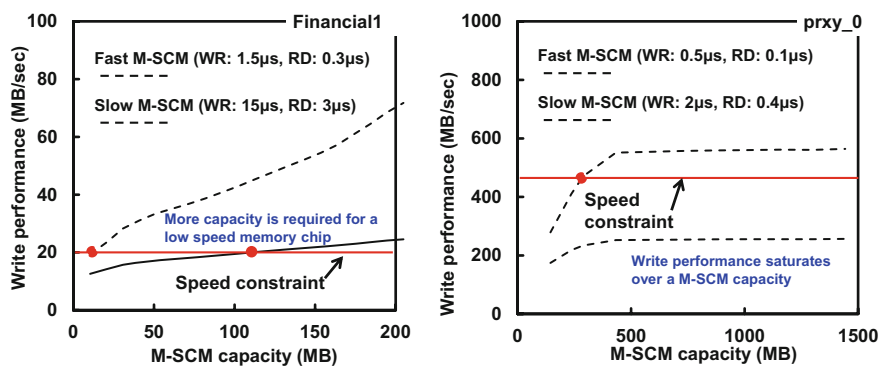 Financial1
Write performance (MB/sec)
100
80
60
40
20
0
Fast M-SCM (WR: 1.5µs, RD: 0.3µs)
Slow M-SCM (WR: 15µs, RD: 3µs)
More capacity is required for a
low speed memory chip
Speed constraint
0
50
100
150
200
M-SCM capacity (MB)
prxy_0
Write performance (MB/sec)
1000
800
600
400
200
0
Fast M-SCM (WR: 0.5µs, RD: 0.1µs)
Slow M-SCM (WR: 2µs, RD: 0.4µs)
Speed
constraint
Write performance saturates
over a M-SCM capacity
0
500
1000
1500
M-SCM capacity (MB)